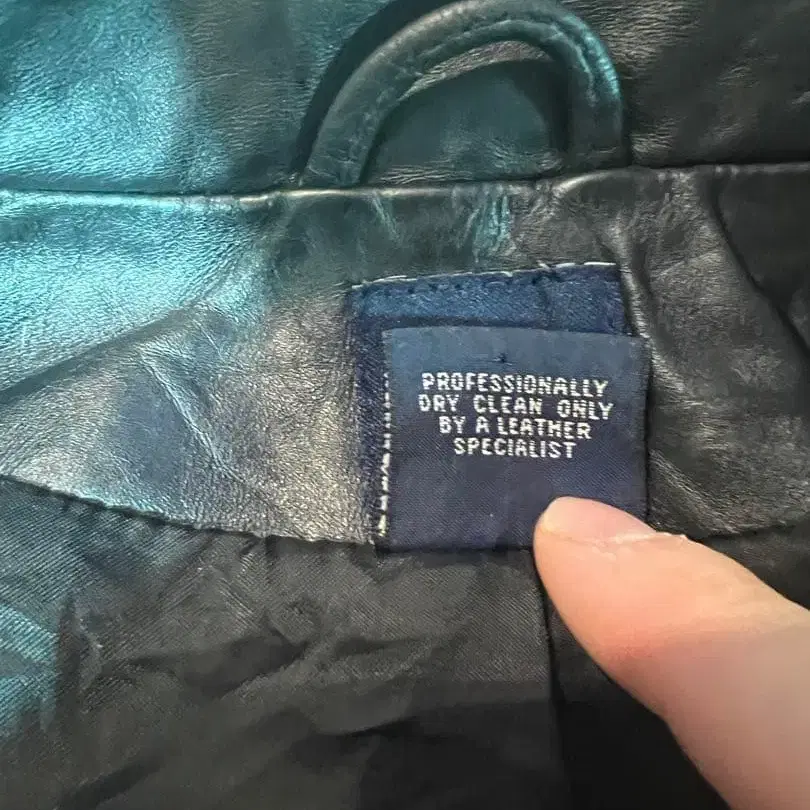 PROFESSIONALLY
DRY CLEAN ONLY
BY A LEATHER
SPECIALIST